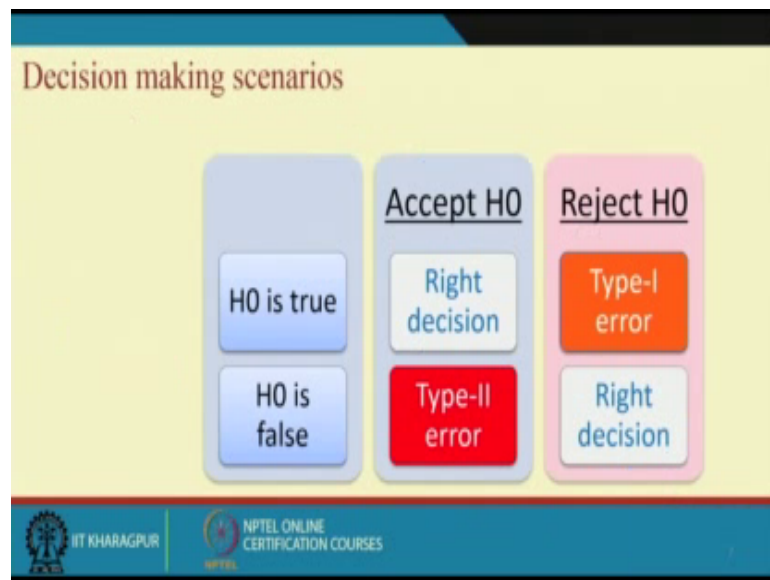 Decision making scenarios
Accept H0
Reject H0
H0 is true
Right
decision
Type-I
error
H0 is
false
Type-II
error
Right
decision
IIT KHARAGPUR
NPTEL ONLINE
CERTIFICATION COURSES
NPTEL